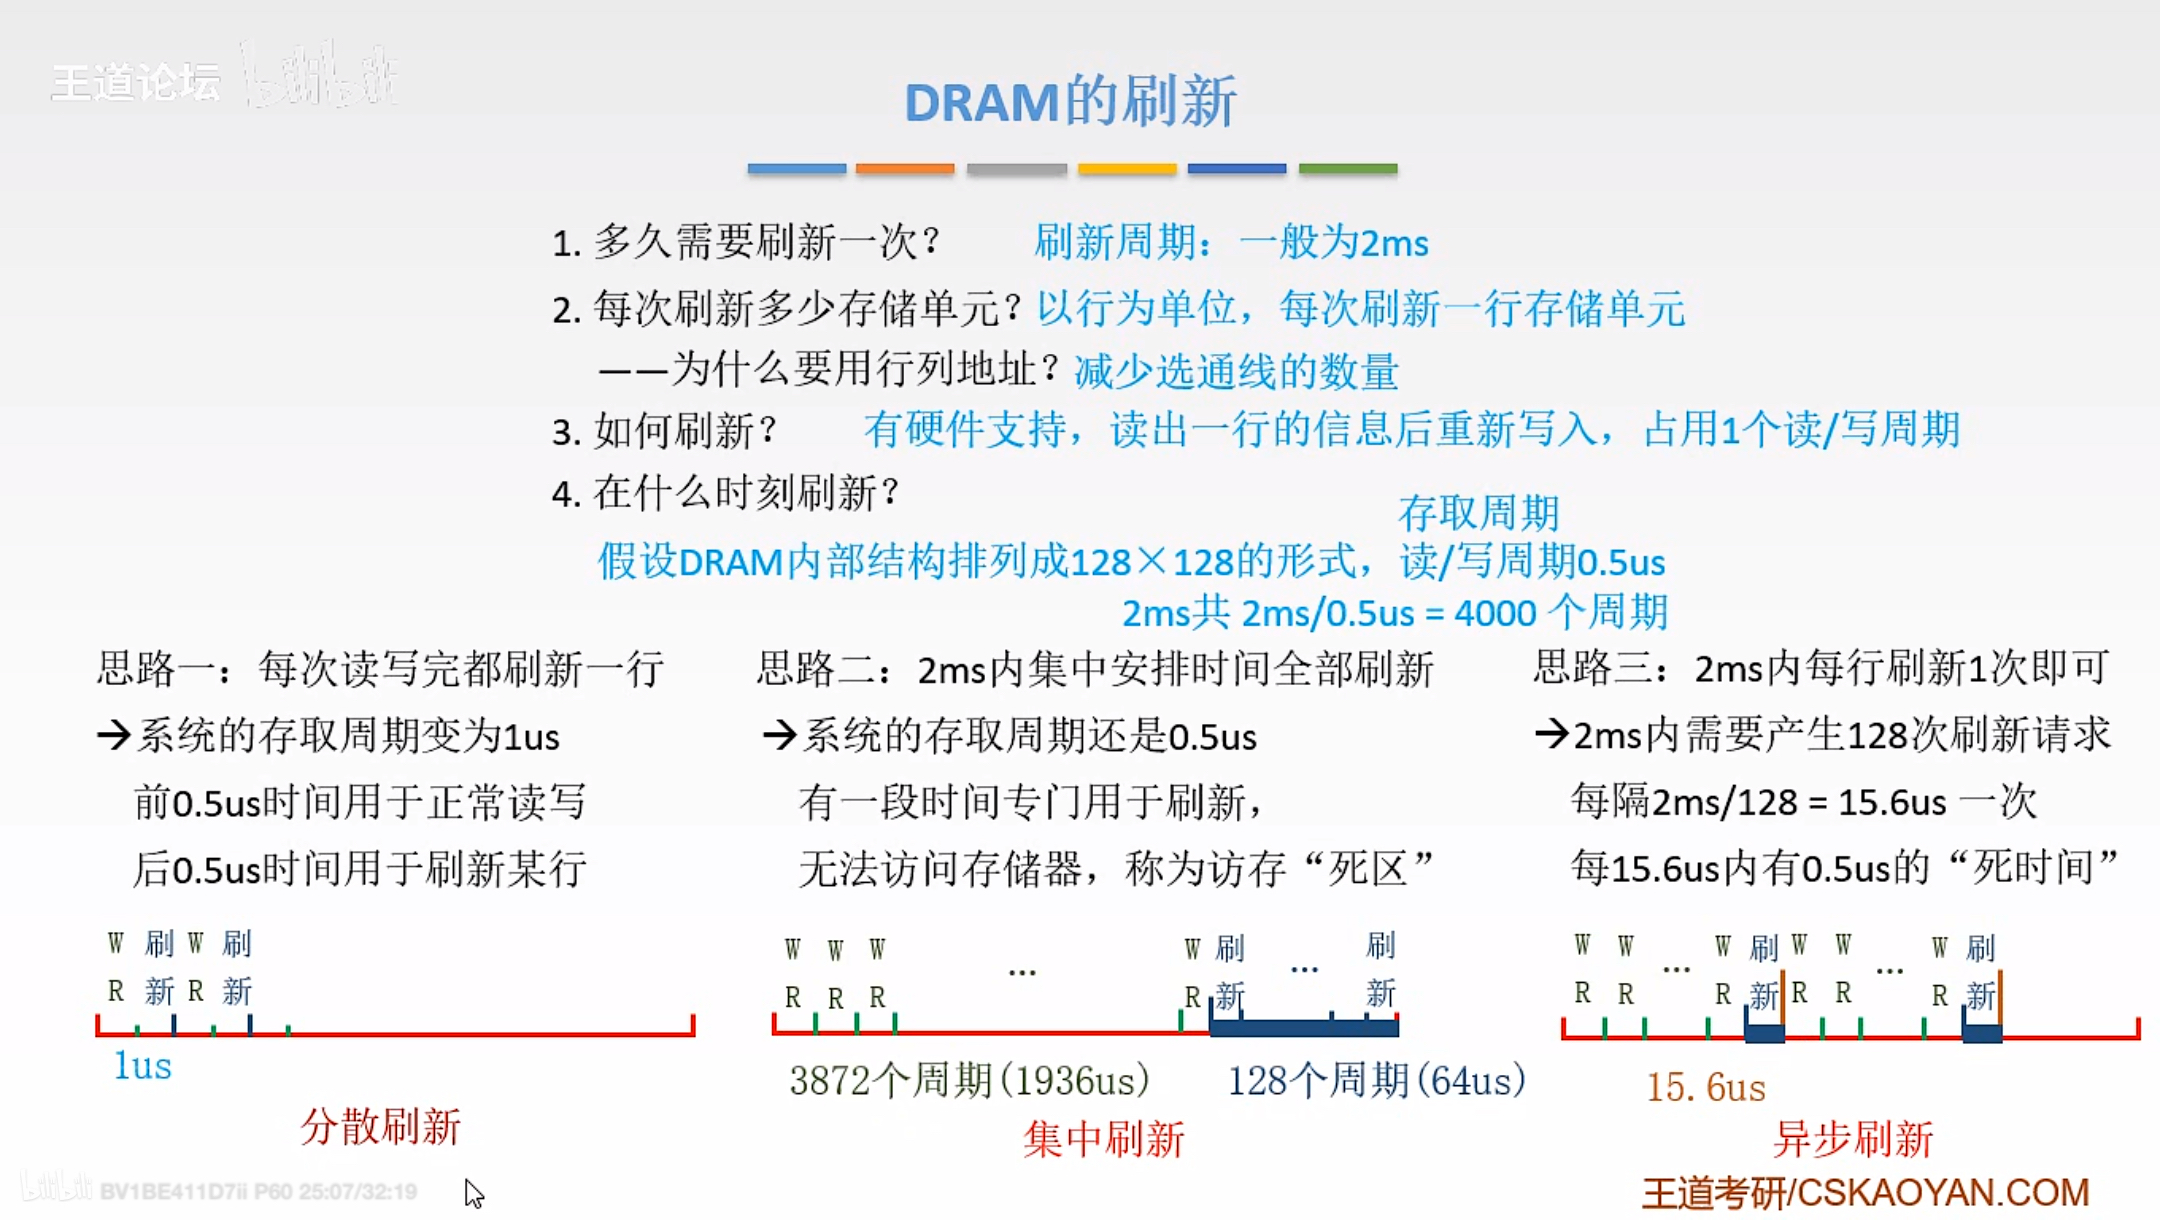 王道论坛 bilibili
DRAM的刷新
1. 多久需要刷新一次？ 刷新周期：一般为2ms
2. 每次刷新多少存储单元？以行为单位，每次刷新一行存储单元
——为什么要用行列地址？减少选通线的数量
3. 如何刷新？ 有硬件支持，读出一行的信息后重新写入，占用1个读/写周期
4. 在什么时刻刷新？
存取周期
假设DRAM内部结构排列成128×128的形式，读/写周期0.5us
2ms共 2ms/0.5us = 4000 个周期
思路一：每次读写完都刷新一行
→系统的存取周期变为1us
前0.5us时间用于正常读写
后0.5us时间用于刷新某行
W 刷 W 刷
R 新 R 新
1us
分散刷新
思路二：2ms内集中安排时间全部刷新
→系统的存取周期还是0.5us
有一段时间专门用于刷新，
无法访问存储器，称为访存“死区”
W W W ... W 刷 ... 刷
R R R R 新 新
3872个周期(1936us) 128个周期(64us)
集中刷新
思路三：2ms内每行刷新1次即可
→2ms内需要产生128次刷新请求
每隔2ms/128 = 15.6us 一次
每15.6us内有0.5us的“死时间”
W W ... W 刷 W W ... W 刷
R R R 新 R R R 新
15.6us
异步刷新
bilibili BV1BE411D7ii P60 25:07/32:19
王道考研/CSKAOYAN.COM